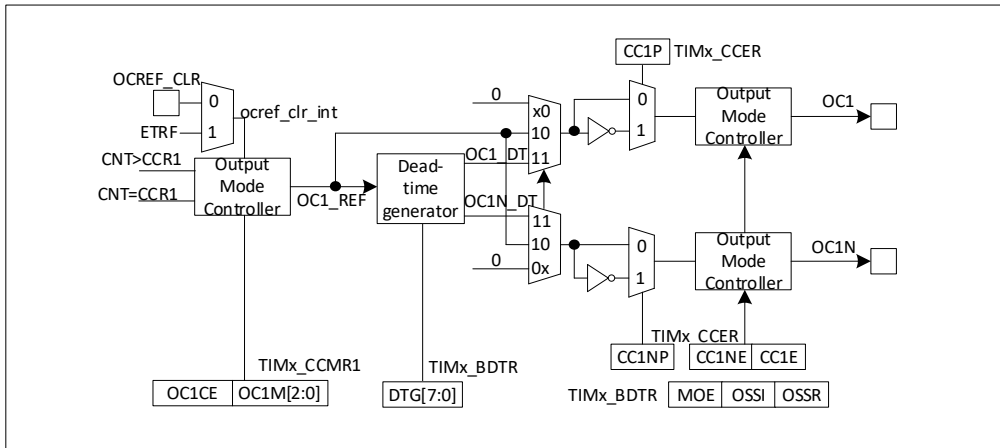 CC1P TIMx_CCER
OCREF_CLR
0
ocref_clr_int
ETRF 1
0
x0
10
11
0
1
Output
Mode
Controller
OC1
CNT>CCR1
CNT=CCR1
Output
Mode
Controller
OC1_REF
Dead-
time
generator
OC1_DT
OC1N_DT
11
10
0x
0
0
1
Output
Mode
Controller
OC1N
TIMx_CCER
CC1NP CC1NE CC1E
TIMx_CCMR1
OC1CE OC1M[2:0]
TIMx_BDTR
DTG[7:0]
TIMx_BDTR MOE OSSI OSSR